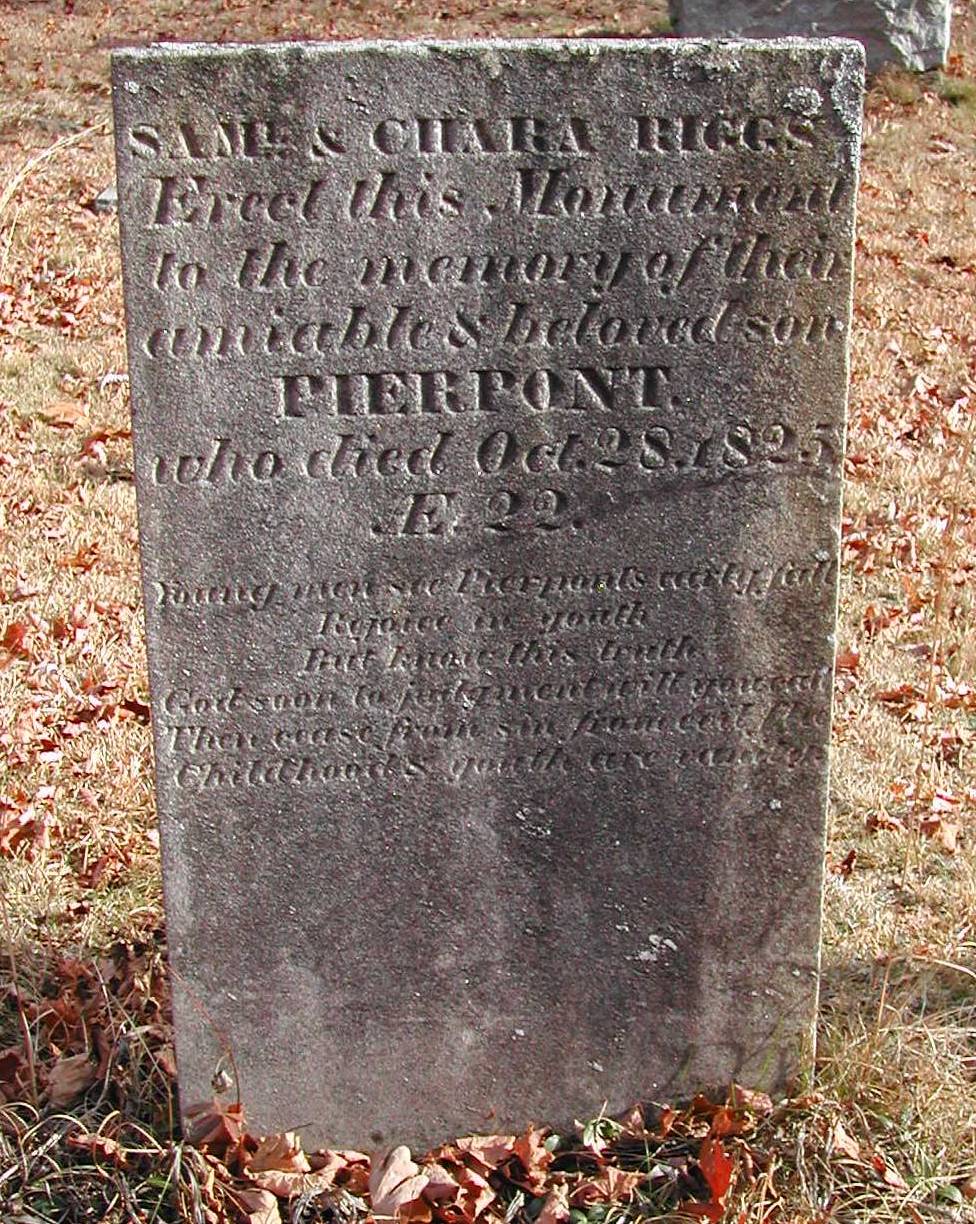 SAML. & CHARA RIGGS
Erect this Monument
to the memory of their
amiable & beloved son
PIERPONT.
who died Oct. 28. 1825
Æ. 22.
Young men see Pierpont's early fall
Rejoice in youth
But know this truth
God soon to judgment will you call
Then cease from sin from evil flee
Childhood & youth are vanity.